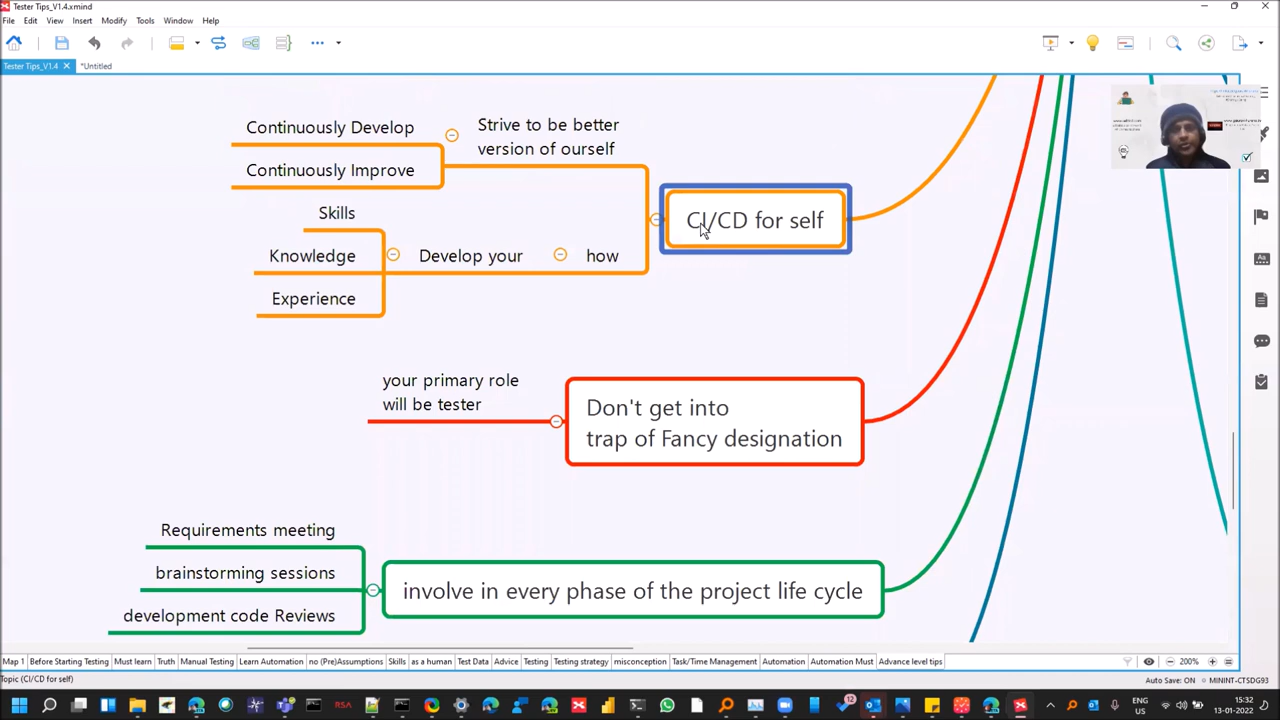 Tester Tips_V1.4.xmind
File Edit View Insert Modify Tools Window Help
Tester Tips_V1.4
*Untitled
Continuously Develop
Continuously Improve
Strive to be better
version of ourself
Skills
Knowledge
Experience
Develop your
how
CI/CD for self
your primary role
will be tester
Don't get into
trap of Fancy designation
Requirements meeting
brainstorming sessions
development code Reviews
involve in every phase of the project life cycle
Map 1 Before Starting Testing Must learn Truth Manual Testing Learn Automation no (Pre)Assumptions Skills as a human Test Data Advice Testing Testing strategy misconception Task/Time Management Automation Automation Must Advance level tips
200%
Topic (CI/CD for self)
Auto Save: ON
MININT-CTSDG93
RSA
12
ENG
US
15:32
13-01-2022